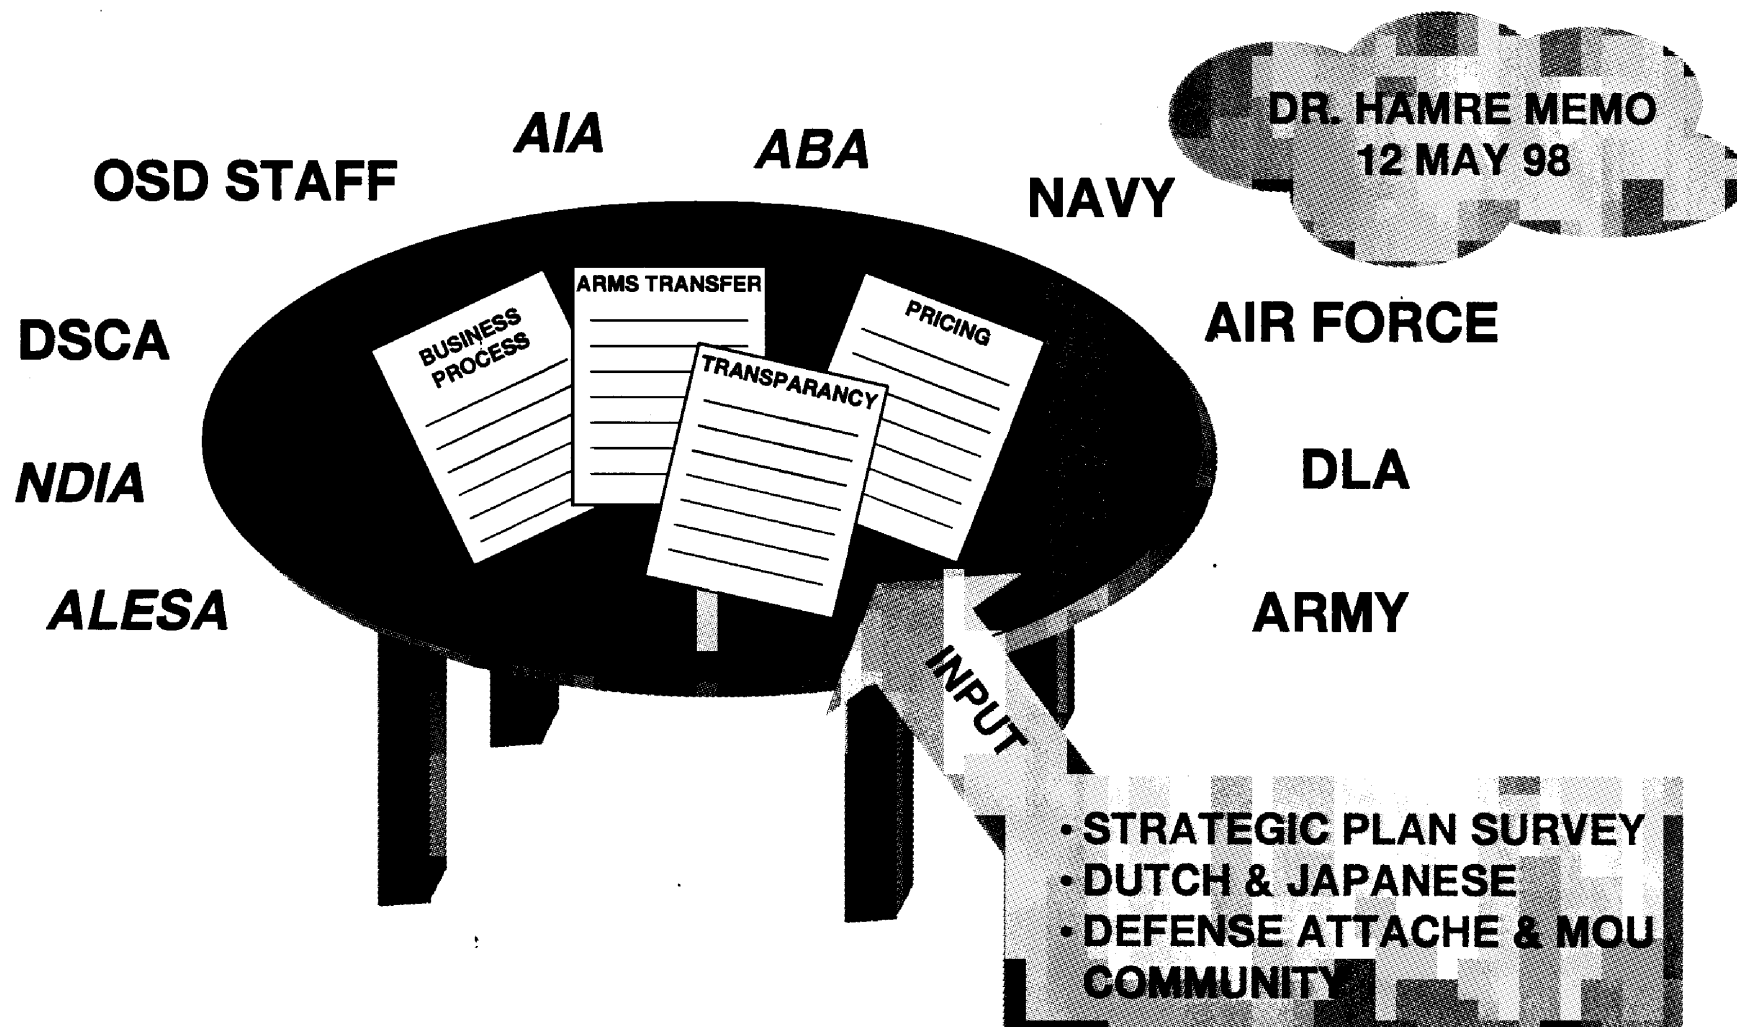 DR. HAMRE MEMO
12 MAY 98
AIA
ABA
OSD STAFF
NAVY
DSCA
AIR FORCE
NDIA
DLA
ALESA
ARMY
BUSINESS
PROCESS
ARMS TRANSFER
TRANSPARANCY
PRICING
INPUT
• STRATEGIC PLAN SURVEY
• DUTCH & JAPANESE
• DEFENSE ATTACHE & MOU
COMMUNITY